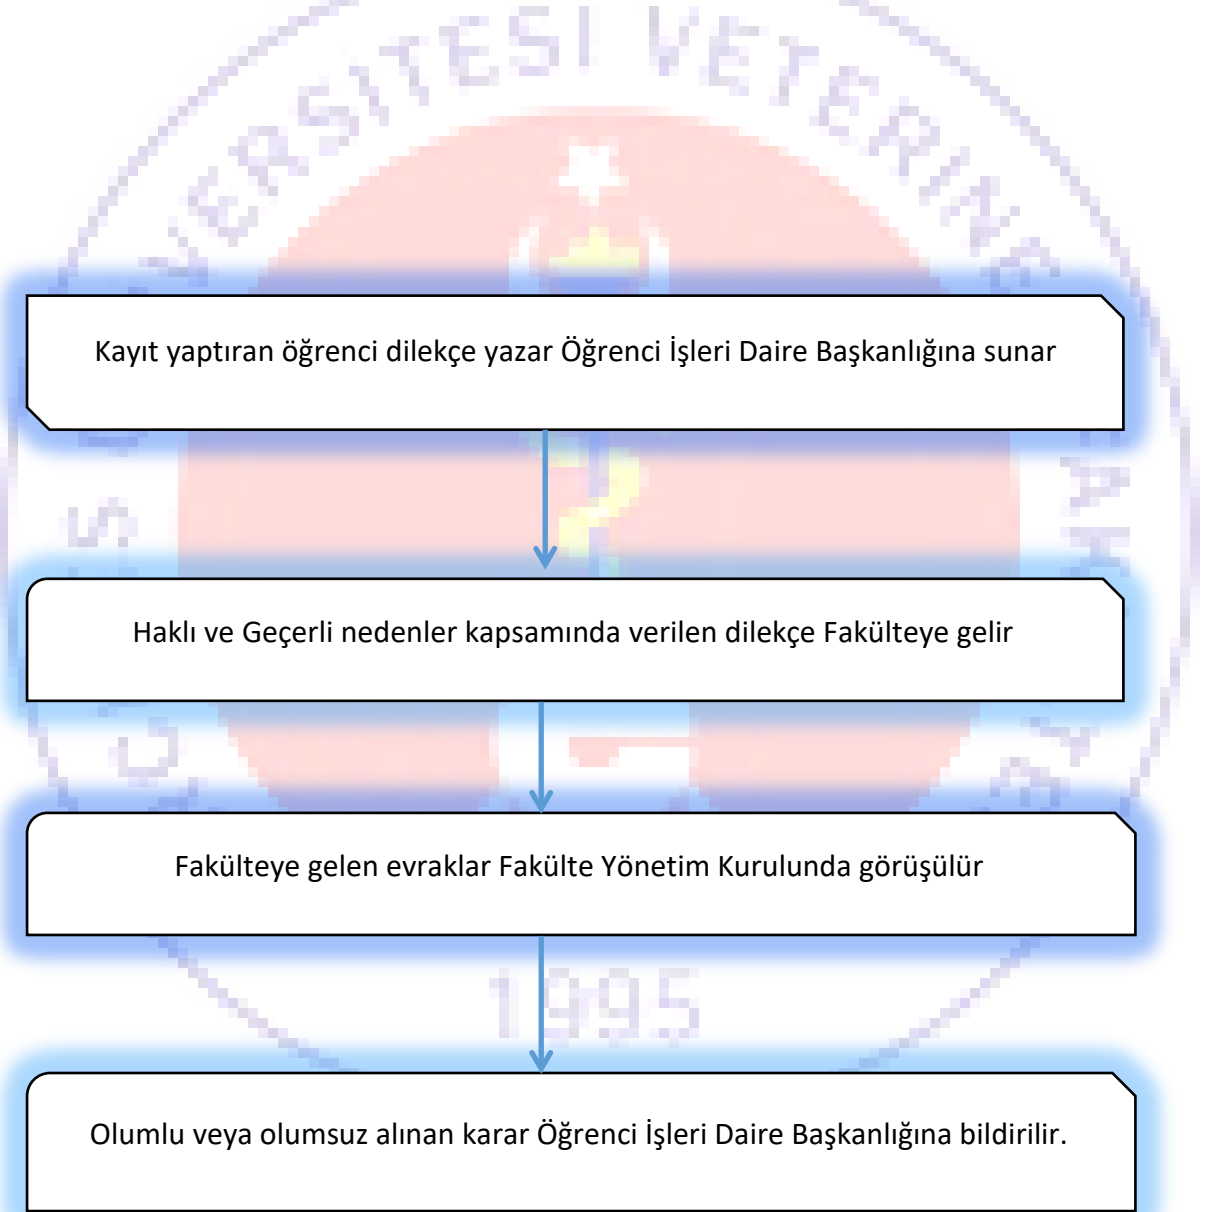 Kayıt yaptıran öğrenci dilekçe yazar Öğrenci İşleri Daire Başkanlığına sunar
Haklı ve Geçerli nedenler kapsamında verilen dilekçe Fakülteye gelir
Fakülteye gelen evraklar Fakülte Yönetim Kurulunda görüşülür
1995
Olumlu veya olumsuz alınan karar Öğrenci İşleri Daire Başkanlığına bildirilir.